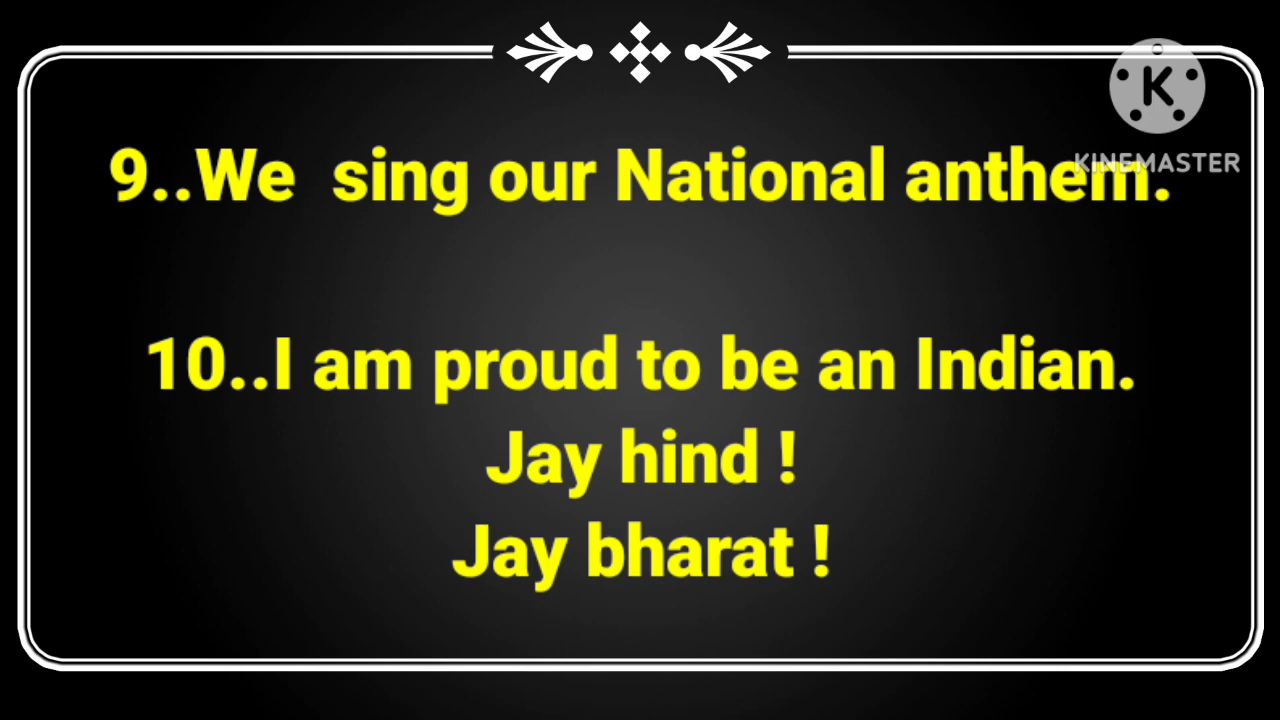 K
KINEMASTER
9..We  sing our National anthem.
10..I am proud to be an Indian.
Jay hind !
Jay bharat !